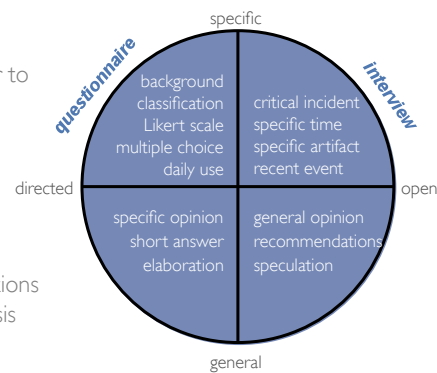 specific
questionnaire
interview
to
background
classification
Likert scale
multiple choice
daily use
critical incident
specific time
specific artifact
recent event
directed
open
specific opinion
short answer
elaboration
general opinion
recommendations
speculation
general